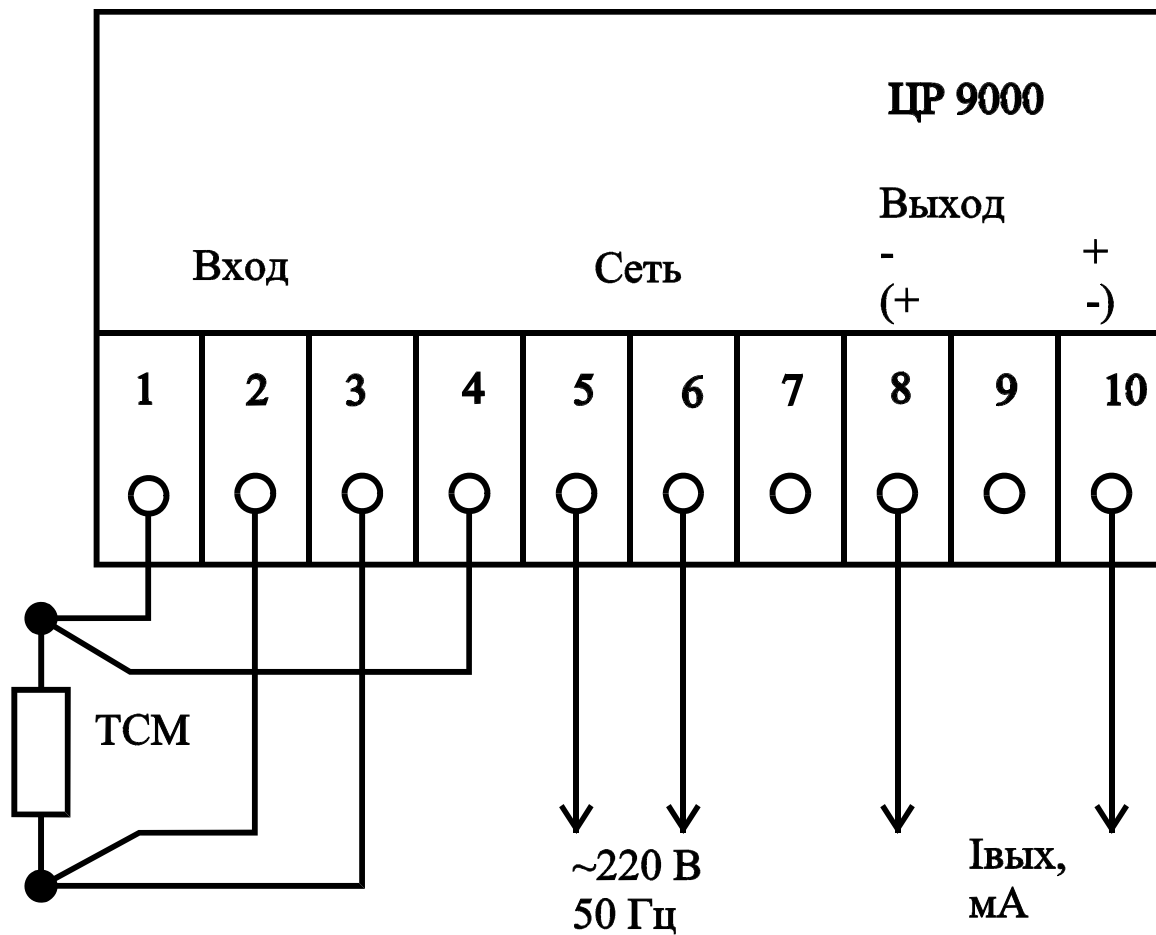 ЦР 9000
Выход
- +
(+ -)
Вход
Сеть
1 2 3 4 5 6 7 8 9 10
ТСМ
~220 В
50 Гц
Iвых,
мА